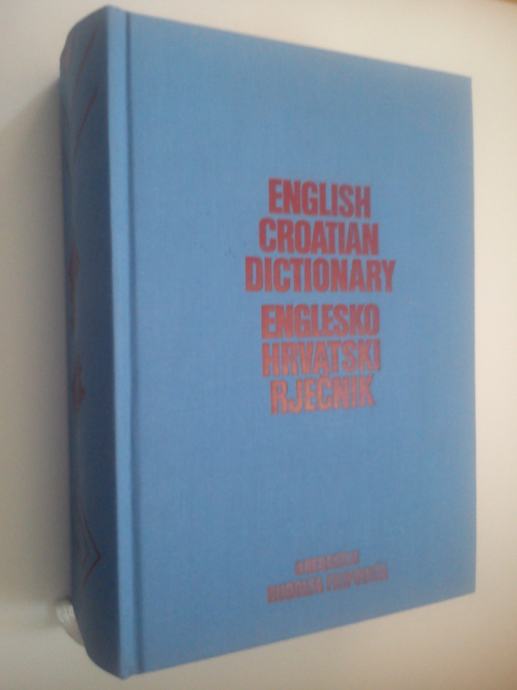 ENGLISH
CROATIAN
DICTIONARY
ENGLESKO
HRVATSKI
RJEČNIK